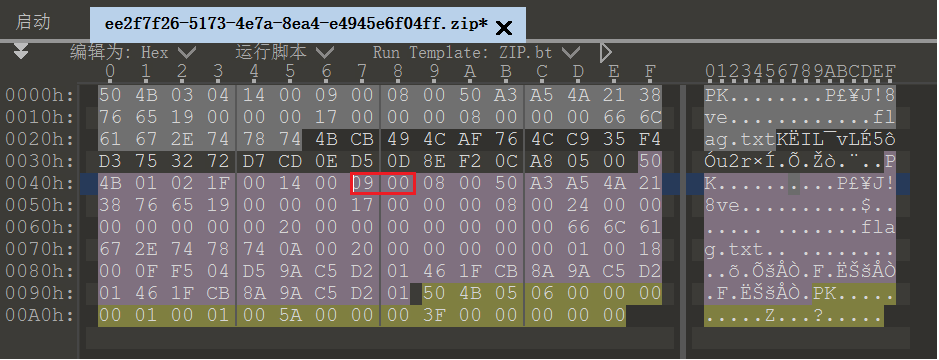 启动 ee2f7f26-5173-4e7a-8ea4-e4945e6f04ff.zip*
编辑为: Hex 运行脚本 Run Template: ZIP.bt
0 1 2 3 4 5 6 7 8 9 A B C D E F 0123456789ABCDEF
0000h: 50 4B 03 04 14 00 09 00 08 00 50 A3 A5 4A 21 38 PK........P£¥J!8
0010h: 76 65 19 00 00 00 17 00 00 00 08 00 00 00 66 6C ve............fl
0020h: 61 67 2E 74 78 74 4B CB 49 4C AF 76 4C C9 35 F4 ag.txtKËIL¯vLÉ5ô
0030h: D3 75 32 72 D7 CD 0E D5 0D 8E F2 0C A8 05 00 50 Óu2r×Í.Õ.Žò.¨..P
0040h: 4B 01 02 1F 00 14 00 09 00 08 00 50 A3 A5 4A 21 K..........P£¥J!
0050h: 38 76 65 19 00 00 00 17 00 00 00 08 00 24 00 00 8ve..........$..
0060h: 00 00 00 00 00 20 00 00 00 00 00 00 00 66 6C 61 ..... .......fla
0070h: 67 2E 74 78 74 0A 00 20 00 00 00 00 00 01 00 18 g.txt.. ........
0080h: 00 0F F5 04 D5 9A C5 D2 01 46 1F CB 8A 9A C5 D2 ..õ.ÕšÅÒ.F.ËŠšÅÒ
0090h: 01 46 1F CB 8A 9A C5 D2 01 50 4B 05 06 00 00 00 .F.ËŠšÅÒ.PK.....
00A0h: 00 01 00 01 00 5A 00 00 00 3F 00 00 00 00 00 .....Z...?.....